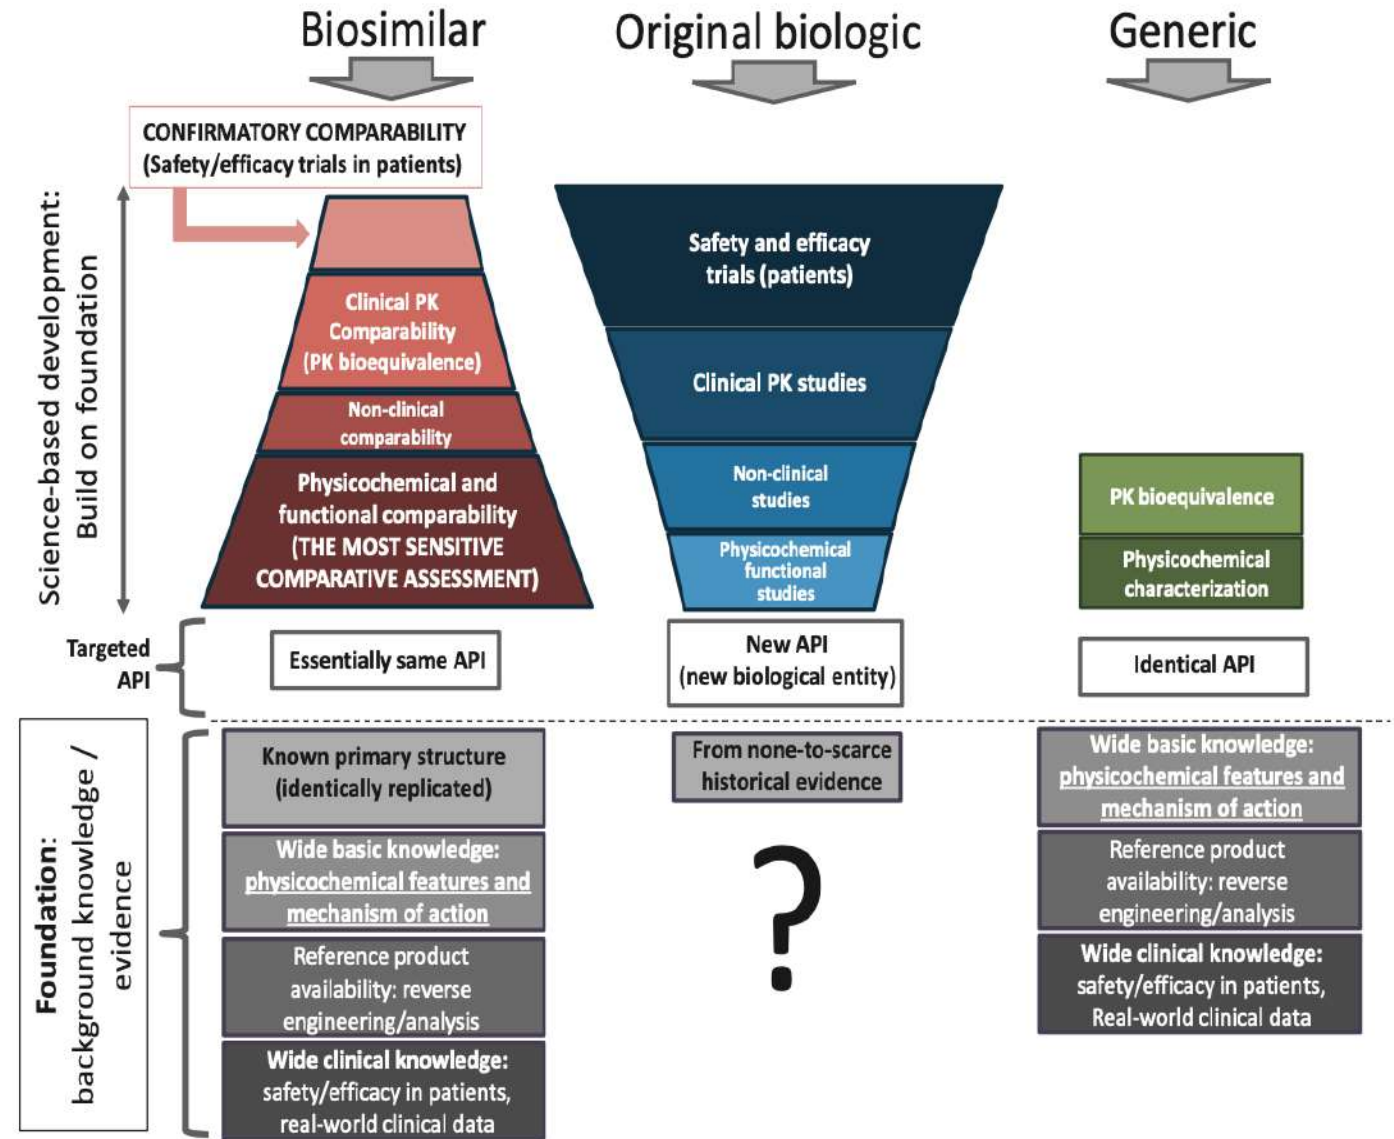 Biosimilar
Original biologic
Generic
CONFIRMATORY COMPARABILITY
(Safety/efficacy trials in patients)
Science-based development:
Build on foundation
Clinical PK
Comparability
(PK bioequivalence)
Non-clinical
comparability
Physicochemical and
functional comparability
(THE MOST SENSITIVE
COMPARATIVE ASSESSMENT)
Safety and efficacy
trials (patients)
Clinical PK studies
Non-clinical
studies
Physicochemical
functional
studies
PK bioequivalence
Physicochemical
characterization
Targeted
API
Essentially same API
New API
(new biological entity)
Identical API
Foundation:
background knowledge /
evidence
Known primary structure
(identically replicated)
Wide basic knowledge:
physicochemical features and
mechanism of action
Reference product
availability: reverse
engineering/analysis
Wide clinical knowledge:
safety/efficacy in patients,
real-world clinical data
From none-to-scarce
historical evidence
?
Wide basic knowledge:
physicochemical features and
mechanism of action
Reference product
availability: reverse
engineering/analysis
Wide clinical knowledge:
safety/efficacy in patients,
Real-world clinical data